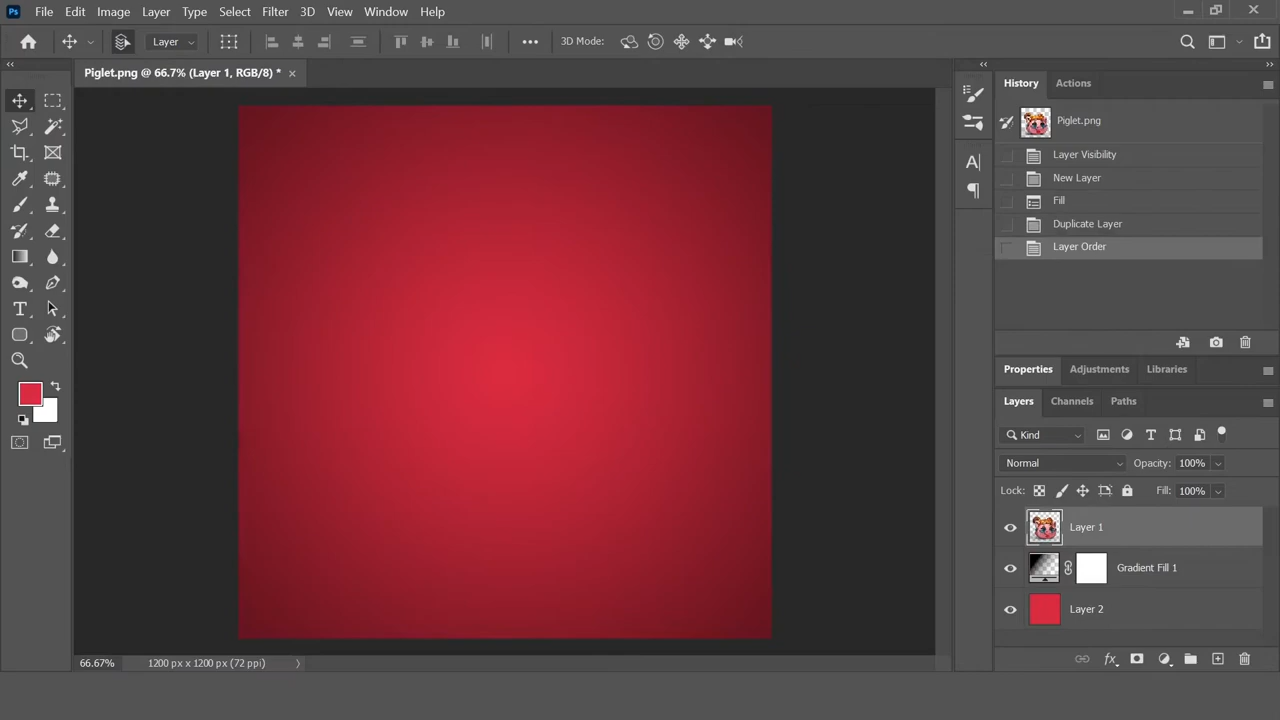 Ps File Edit Image Layer Type Select Filter 3D View Window Help
Layer 3D Mode:
Piglet.png @ 66.7% (Layer 1, RGB/8) *
History Actions
Piglet.png
Layer Visibility
New Layer
Fill
Duplicate Layer
Layer Order
Properties Adjustments Libraries
Layers Channels Paths
Kind
Normal Opacity: 100%
Lock: Fill: 100%
Layer 1
Gradient Fill 1
Layer 2
66.67% 1200 px x 1200 px (72 ppi)